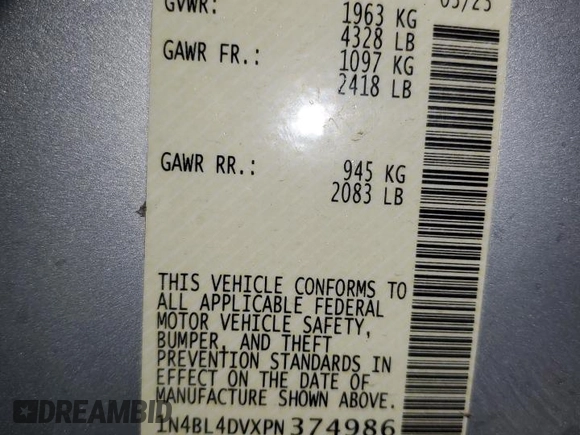 GVWR: 1963 KG 03/23
4328 LB
GAWR FR.: 1097 KG
2418 LB
GAWR RR.: 945 KG
2083 LB
THIS VEHICLE CONFORMS TO
ALL APPLICABLE FEDERAL
MOTOR VEHICLE SAFETY,
BUMPER, AND THEFT
PREVENTION STANDARDS IN
EFFECT ON THE DATE OF
MANUFACTURE SHOWN ABOVE.
1N4BL4DVXPN374986
DREAMBID